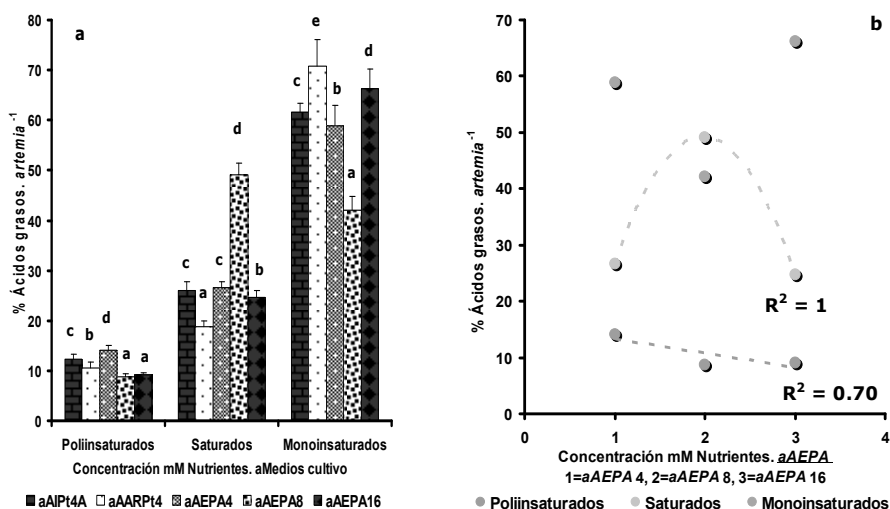 a
% Ácidos grasos. artemia⁻¹
80
70
60
50
40
30
20
10
0
c b d a a
c a c d b
c e b a d
Poliinsaturados Saturados Monoinsaturados
Concentración mM Nutrientes. aMedios cultivo
aAlPt4A aAARPt4 aAEPA4 aAEPA8 aAEPA16
b
% Ácidos grasos. artemia⁻¹
70
60
50
40
30
20
10
0
R² = 1
R² = 0.70
0 1 2 3 4
Concentración mM Nutrientes. aAEPA
1=aAEPA 4, 2=aAEPA 8, 3=aAEPA 16
Poliinsaturados Saturados Monoinsaturados